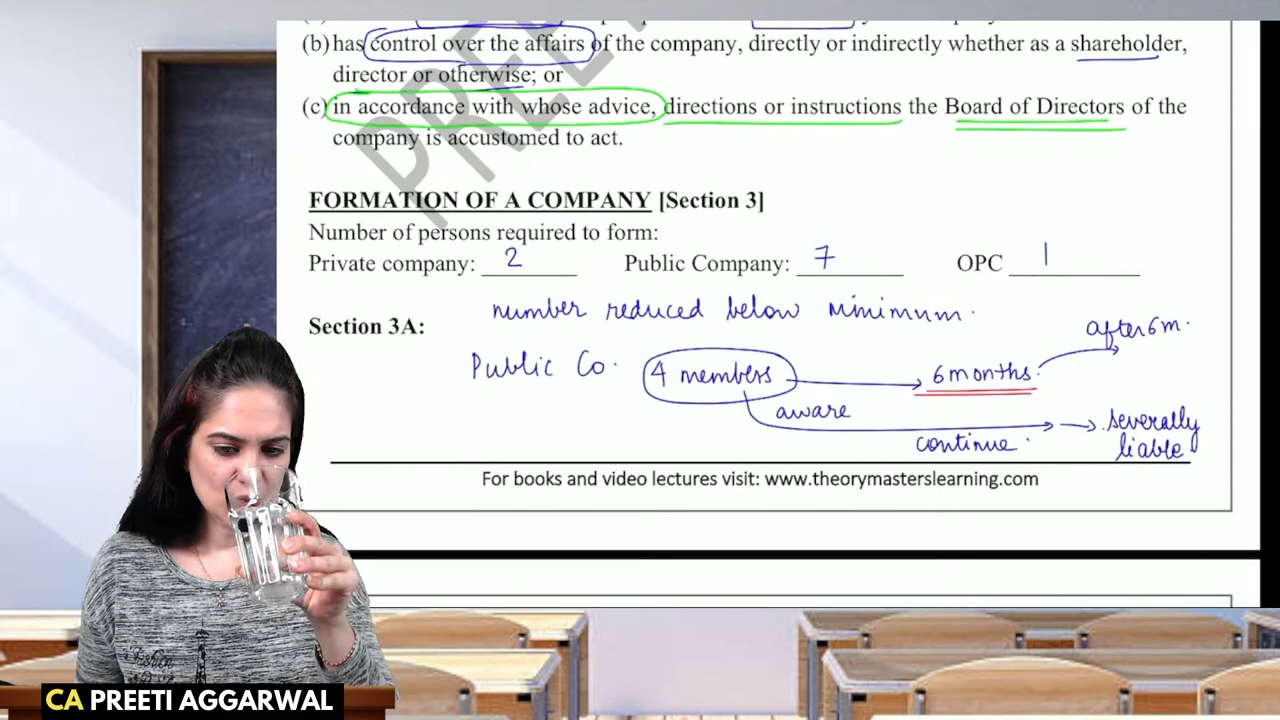 (b) has control over the affairs of the company, directly or indirectly whether as a shareholder,
director or otherwise; or
(c) in accordance with whose advice, directions or instructions the Board of Directors of the
company is accustomed to act.
FORMATION OF A COMPANY [Section 3]
Number of persons required to form:
Private company: 2 Public Company: 7 OPC 1
number reduced below minimum.
Section 3A:
after 6 m.
Public Co. 4 members 6 months.
aware
continue.
severally
liable
For books and video lectures visit: www.theorymasterslearning.com
CA PREETI AGGARWAL